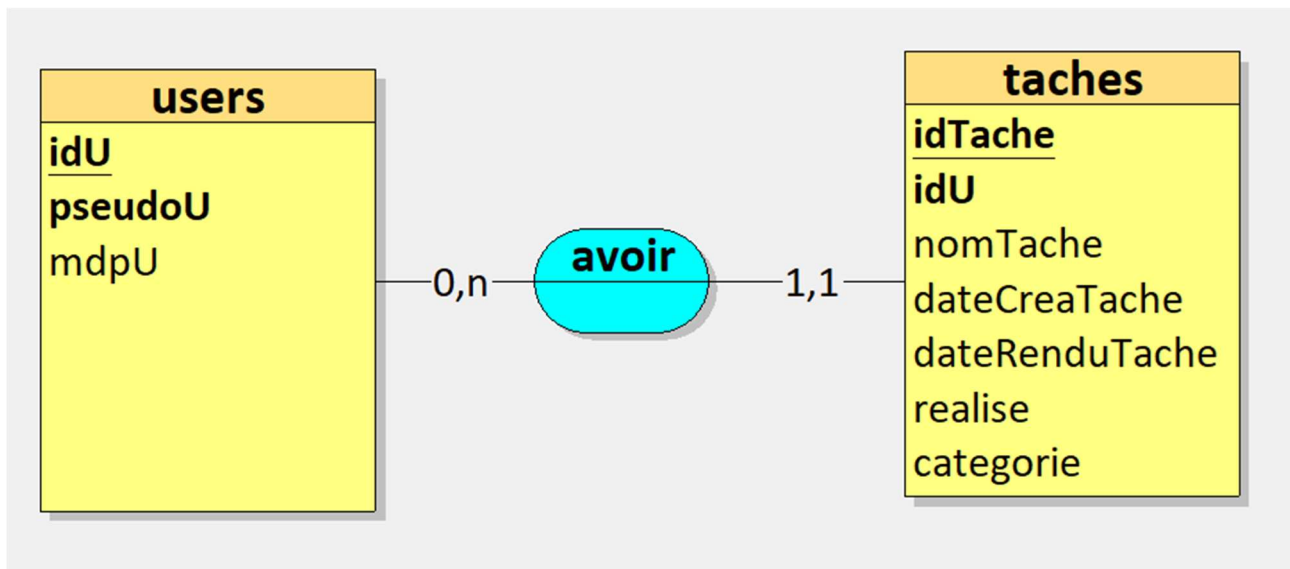 users
idU
pseudoU
mdpU
0,n
avoir
1,1
taches
idTache
idU
nomTache
dateCreaTache
dateRenduTache
realise
categorie